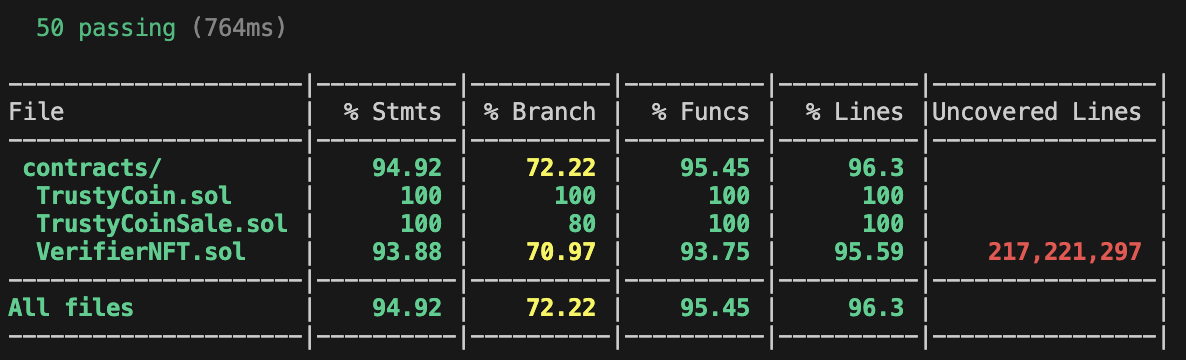 50 passing (764ms)
---------------------|----------|----------|----------|----------|----------------|
File                 |  % Stmts | % Branch |  % Funcs |  % Lines |Uncovered Lines |
---------------------|----------|----------|----------|----------|----------------|
 contracts/          |    94.92 |    72.22 |    95.45 |     96.3 |                |
  TrustyCoin.sol     |      100 |      100 |      100 |      100 |                |
  TrustyCoinSale.sol |      100 |       80 |      100 |      100 |                |
  VerifierNFT.sol    |    93.88 |    70.97 |    93.75 |    95.59 |    217,221,297 |
---------------------|----------|----------|----------|----------|----------------|
All files            |    94.92 |    72.22 |    95.45 |     96.3 |                |
---------------------|----------|----------|----------|----------|----------------|